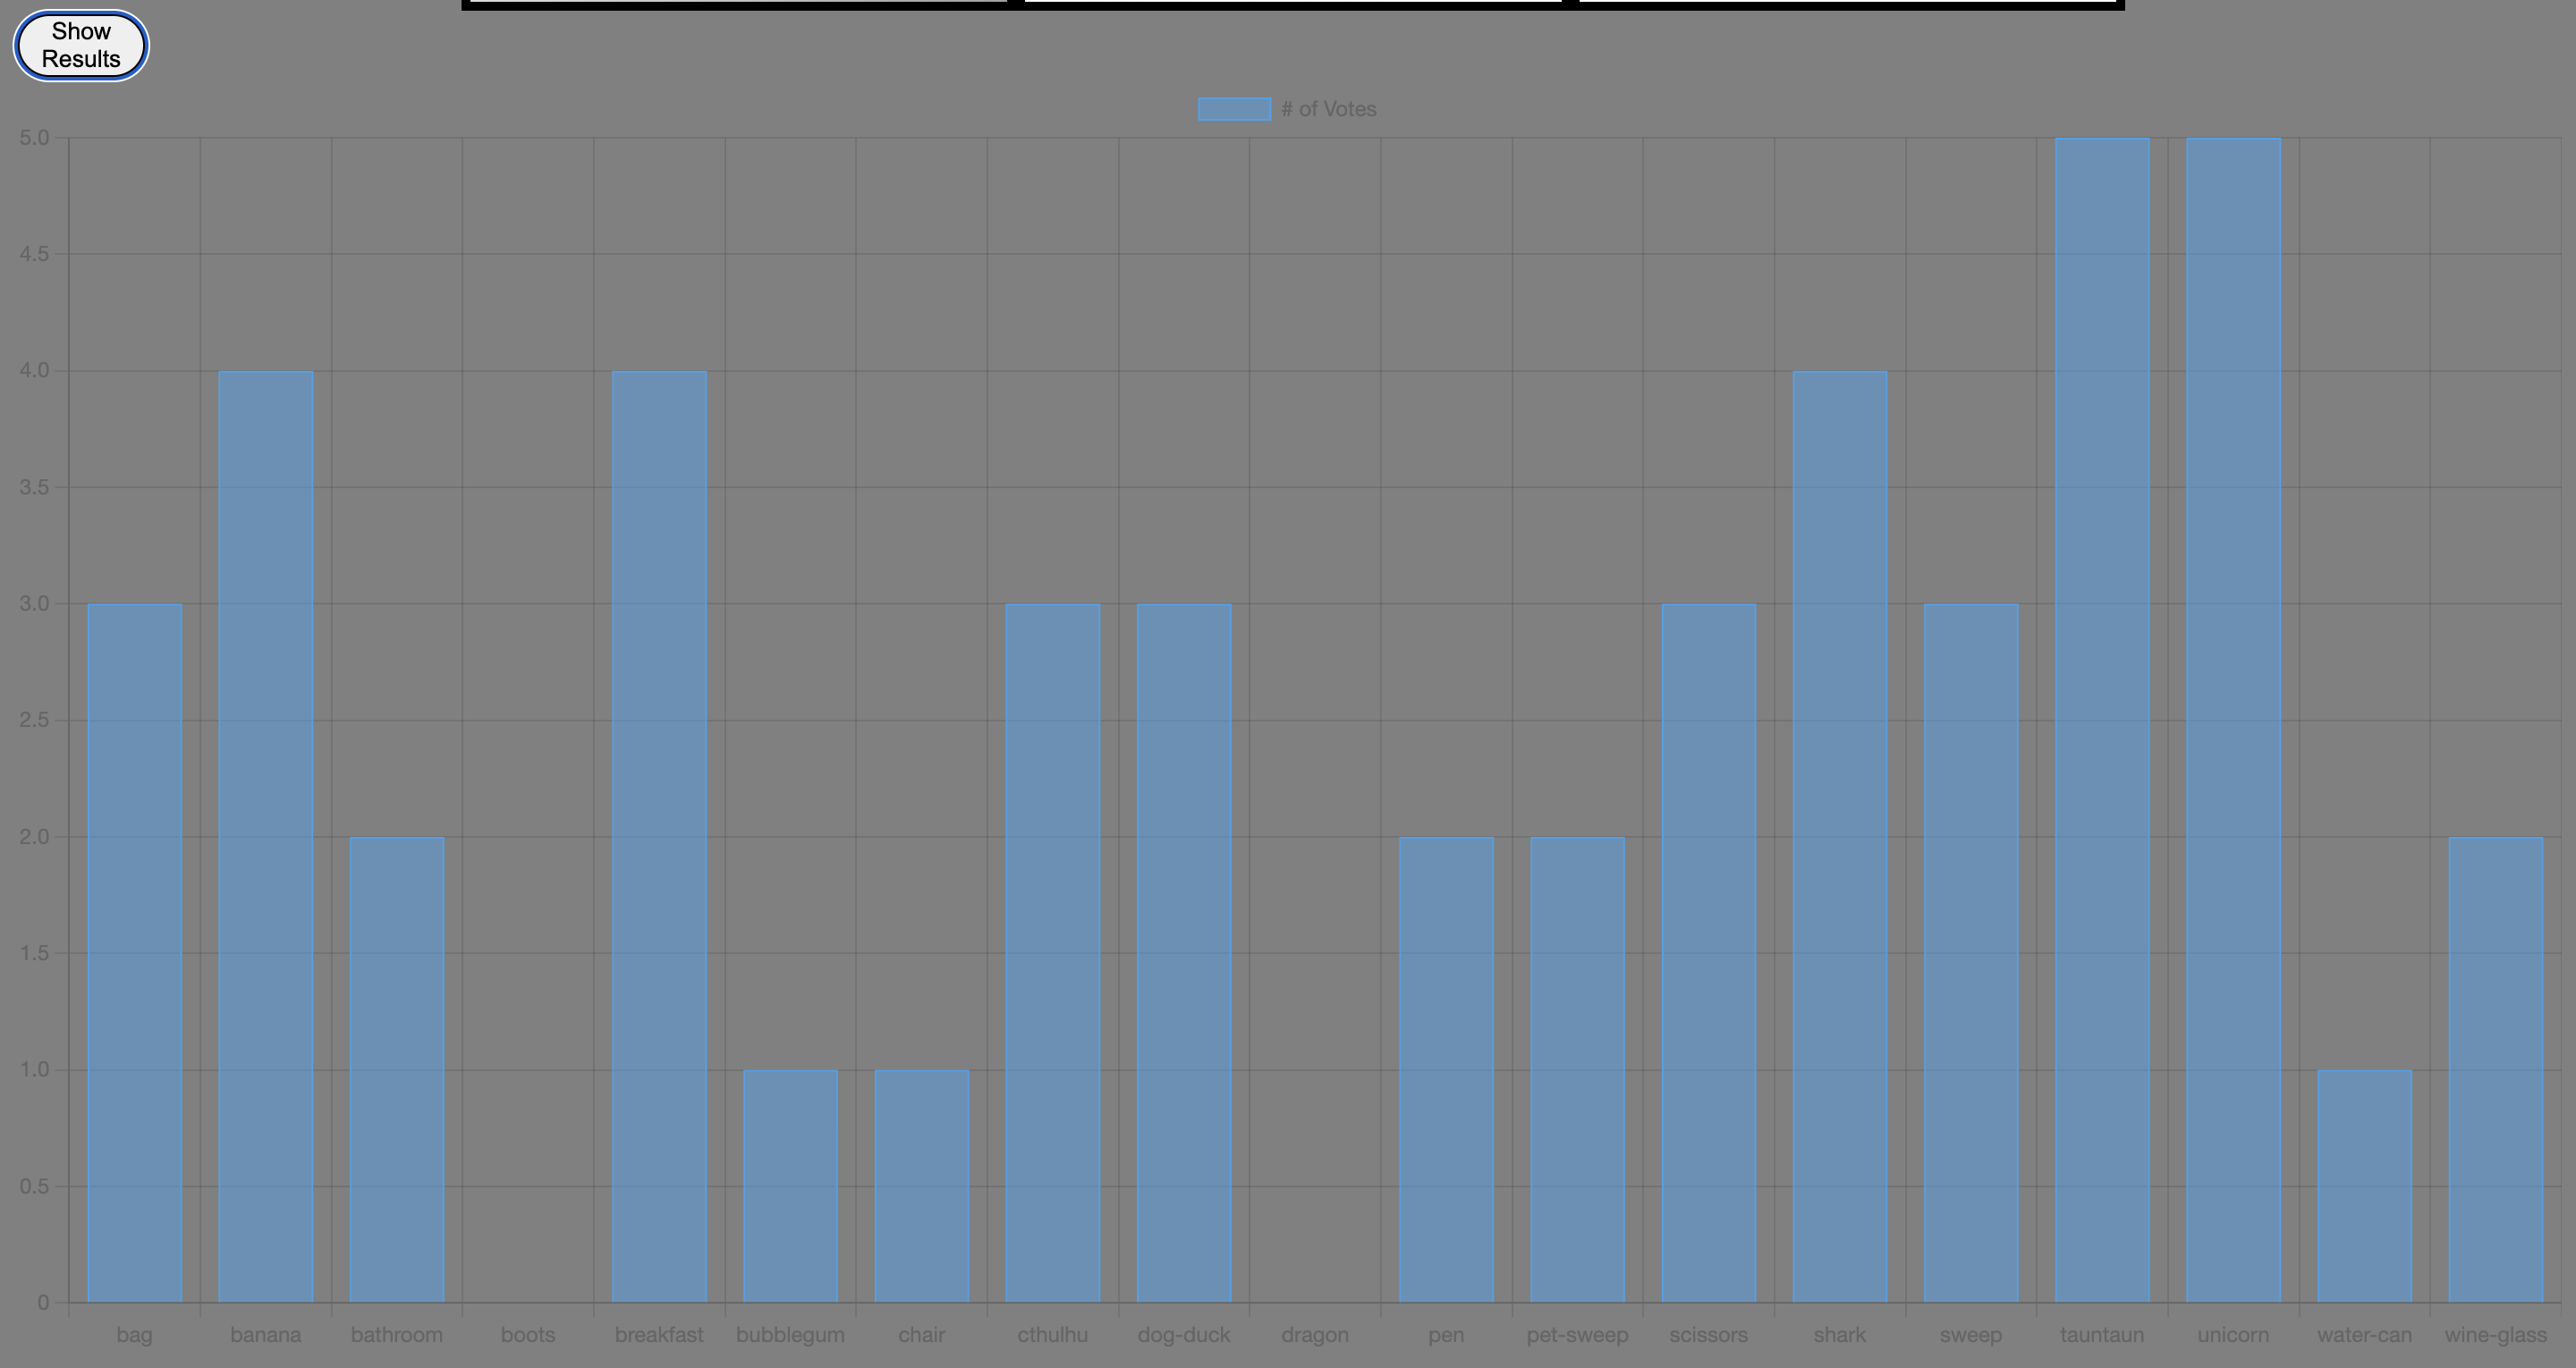 Show
Results
# of Votes
5.0
4.5
4.0
3.5
3.0
2.5
2.0
1.5
1.0
0.5
0
bag banana bathroom boots breakfast bubblegum chair cthulhu dog-duck dragon pen pet-sweep scissors shark sweep tauntaun unicorn water-can wine-glass